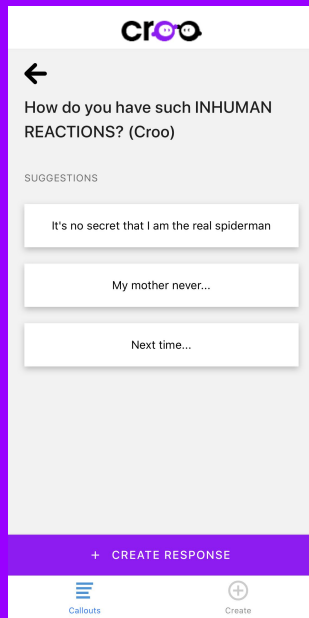 croo
How do you have such INHUMAN
REACTIONS? (Croo)
SUGGESTIONS
It's no secret that I am the real spiderman
My mother never...
Next time...
+ CREATE RESPONSE
Callouts
Create